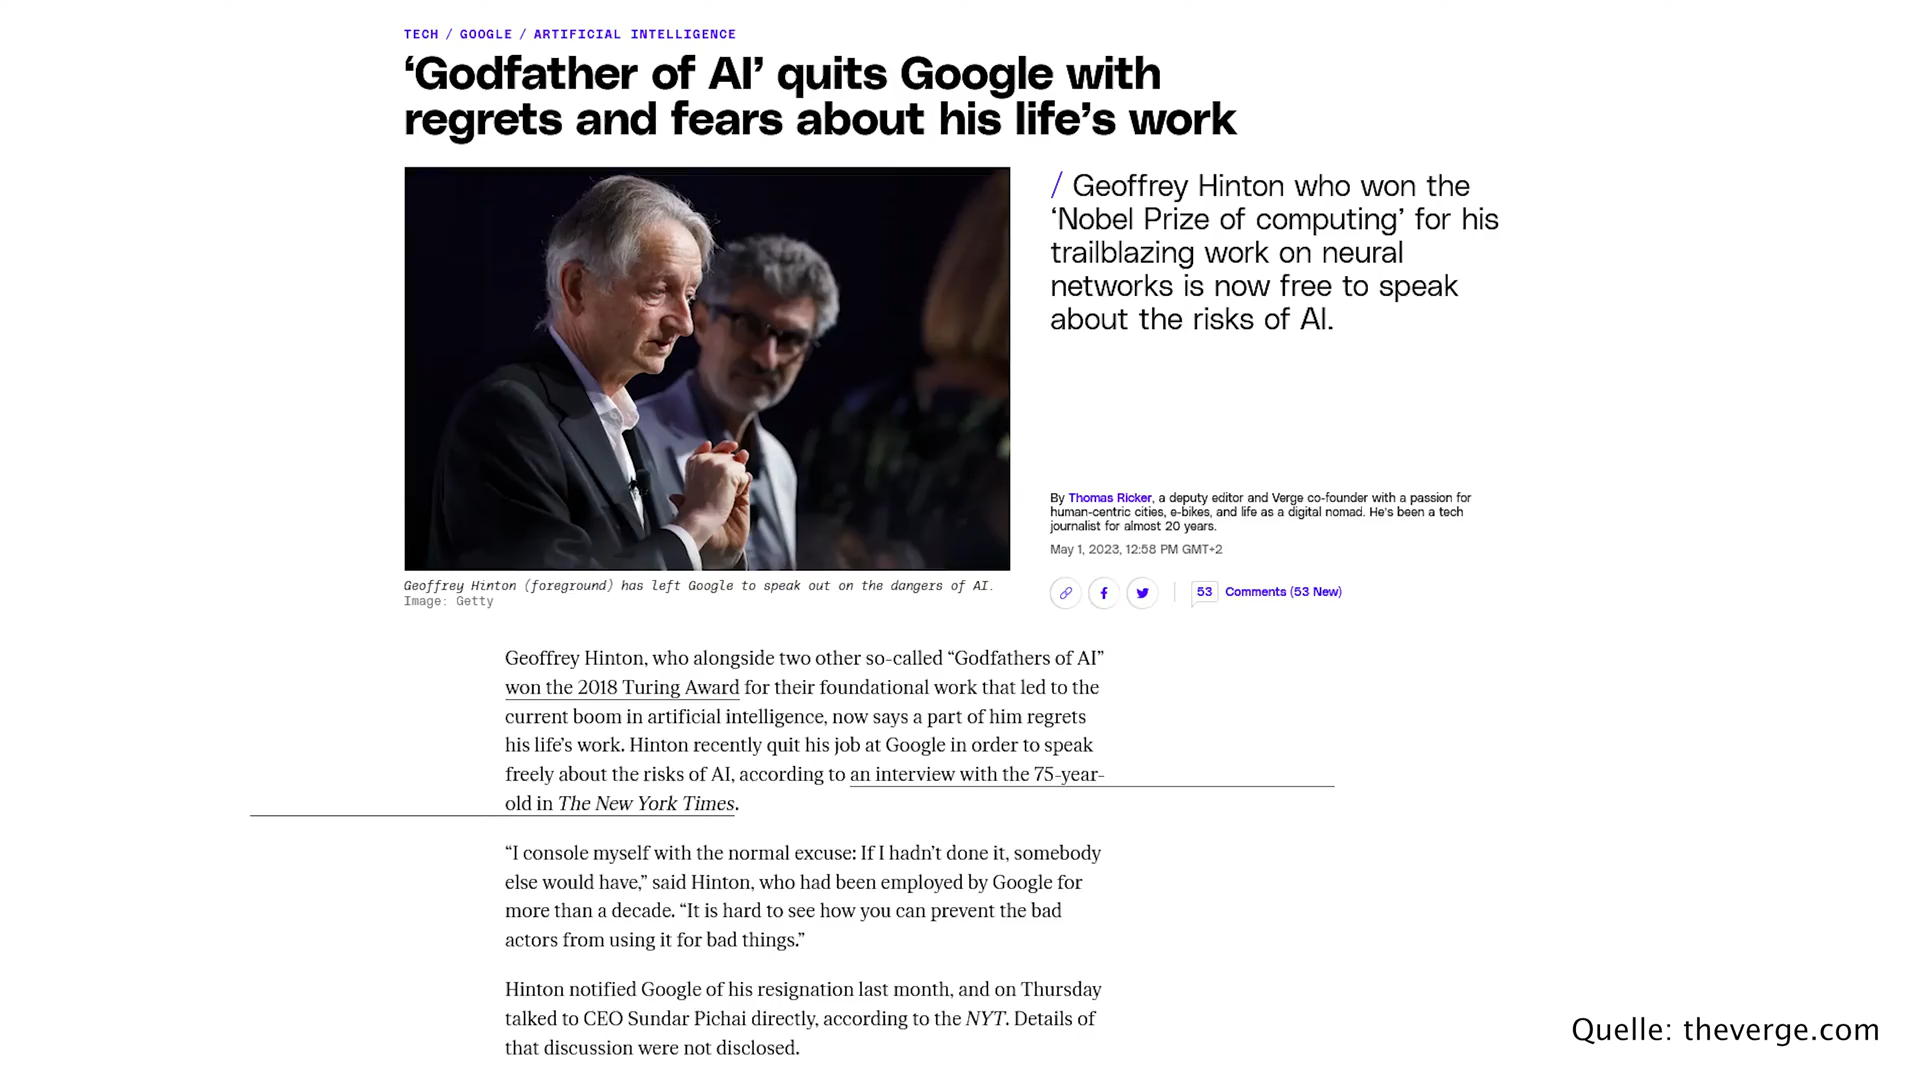 TECH / GOOGLE / ARTIFICIAL INTELLIGENCE
‘Godfather of AI’ quits Google with
regrets and fears about his life’s work
/ Geoffrey Hinton who won the
‘Nobel Prize of computing’ for his
trailblazing work on neural
networks is now free to speak
about the risks of AI.
By Thomas Ricker, a deputy editor and Verge co-founder with a passion for
human-centric cities, e-bikes, and life as a digital nomad. He’s been a tech
journalist for almost 20 years.
May 1, 2023, 12:58 PM GMT+2
53 Comments (53 New)
Geoffrey Hinton (foreground) has left Google to speak out on the dangers of AI.
Image: Getty
Geoffrey Hinton, who alongside two other so-called “Godfathers of AI”
won the 2018 Turing Award for their foundational work that led to the
current boom in artificial intelligence, now says a part of him regrets
his life’s work. Hinton recently quit his job at Google in order to speak
freely about the risks of AI, according to an interview with the 75-year-
old in The New York Times.
“I console myself with the normal excuse: If I hadn’t done it, somebody
else would have,” said Hinton, who had been employed by Google for
more than a decade. “It is hard to see how you can prevent the bad
actors from using it for bad things.”
Hinton notified Google of his resignation last month, and on Thursday
talked to CEO Sundar Pichai directly, according to the NYT. Details of
that discussion were not disclosed.
Quelle: theverge.com